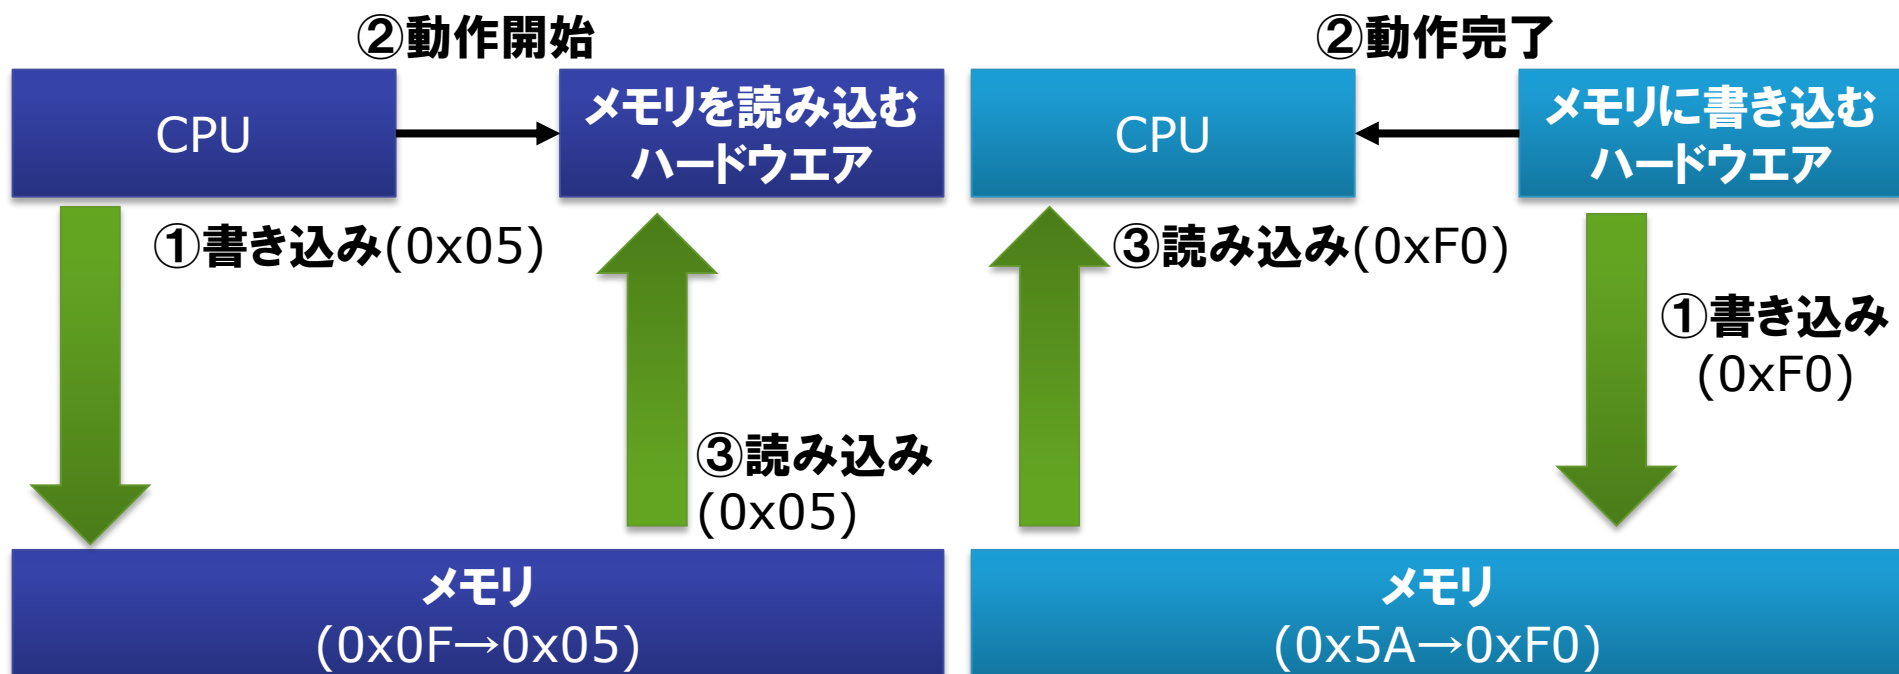 ②動作開始
CPU
メモリを読み込む
ハードウエア
①書き込み(0x05)
③読み込み
(0x05)
メモリ
(0x0F→0x05)
②動作完了
CPU
メモリに書き込む
ハードウエア
③読み込み(0xF0)
①書き込み
(0xF0)
メモリ
(0x5A→0xF0)